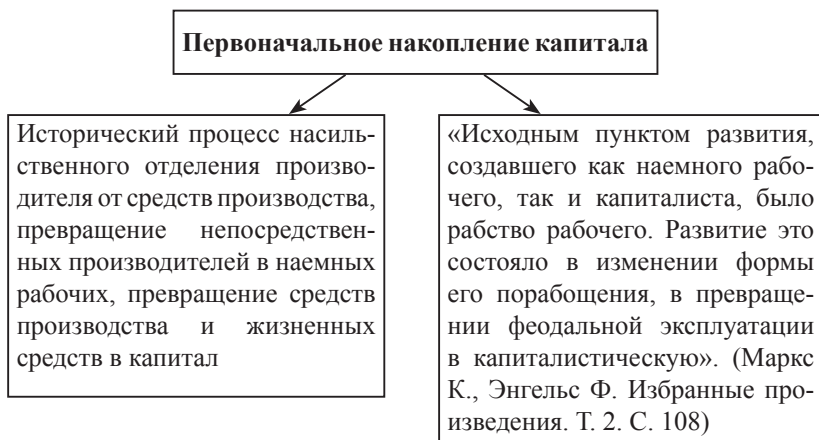 Первоначальное накопление капитала
Исторический процесс насиль-
ственного отделения произво-
дителя от средств производства,
превращение непосредствен-
ных производителей в наемных
рабочих, превращение средств
производства и жизненных
средств в капитал
«Исходным пунктом развития,
создавшего как наемного рабо-
чего, так и капиталиста, было
рабство рабочего. Развитие это
состояло в изменении формы
его порабощения, в превраще-
нии феодальной эксплуатации
в капиталистическую». (Маркс
К., Энгельс Ф. Избранные про-
изведения. Т. 2. С. 108)